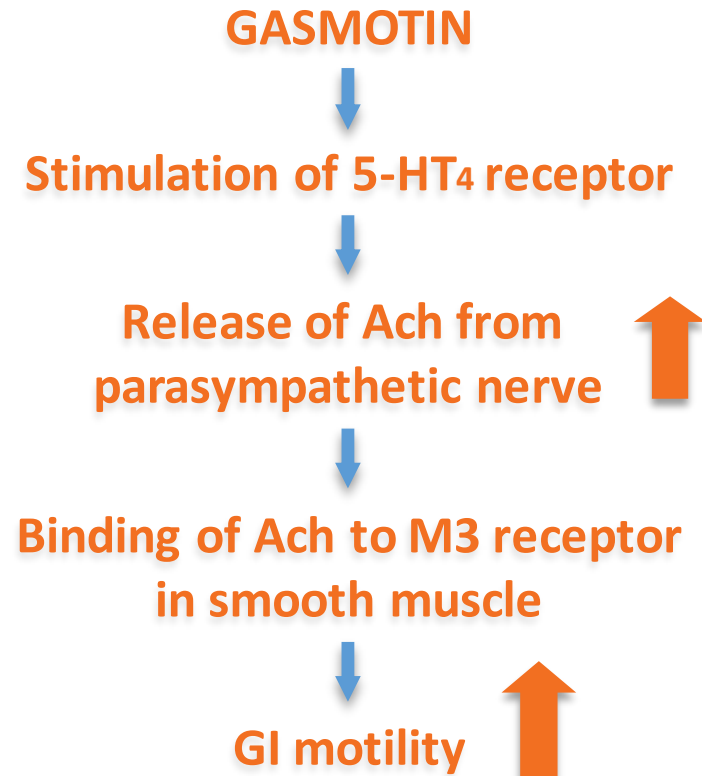 GASMOTIN
Stimulation of 5-HT₄ receptor
Release of Ach from
parasympathetic nerve
Binding of Ach to M3 receptor
in smooth muscle
GI motility